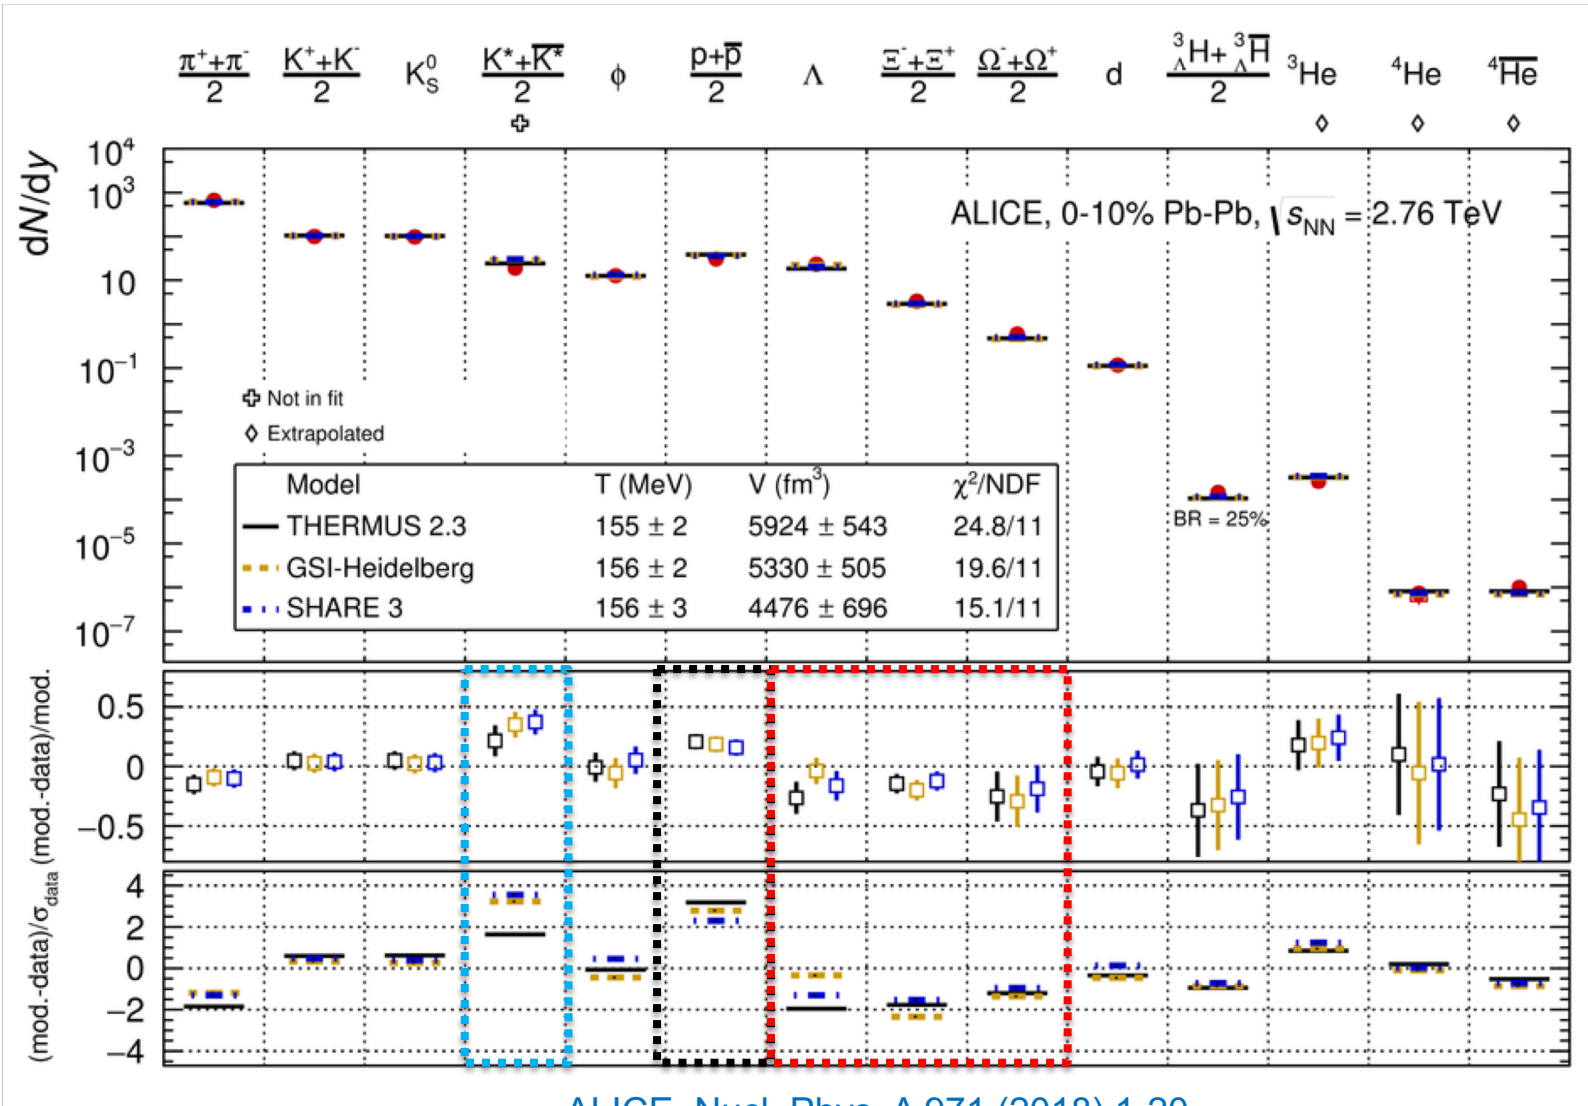 π⁺+π⁻ K⁺+K⁻ K⁰S K*+K̅*̅ ϕ p+p̅ Λ Ξ⁻+Ξ⁺ Ω⁻+Ω⁺ d ³ΛH+ ³ΛH̅ ³He ⁴He ⁴H̅e̅
2 2 2 2 2 2 2
10⁴
10³
10
10⁻¹
10⁻³
10⁻⁵
10⁻⁷
dN/dy
ALICE, 0-10% Pb-Pb, √sNN = 2.76 TeV
Not in fit
Extrapolated
BR = 25%
Model T (MeV) V (fm³) χ²/NDF
THERMUS 2.3 155 ± 2 5924 ± 543 24.8/11
GSI-Heidelberg 156 ± 2 5330 ± 505 19.6/11
SHARE 3 156 ± 3 4476 ± 696 15.1/11
(mod.-data)/mod.
0.5
0
−0.5
(mod.-data)/σdata
4
2
0
−2
−4